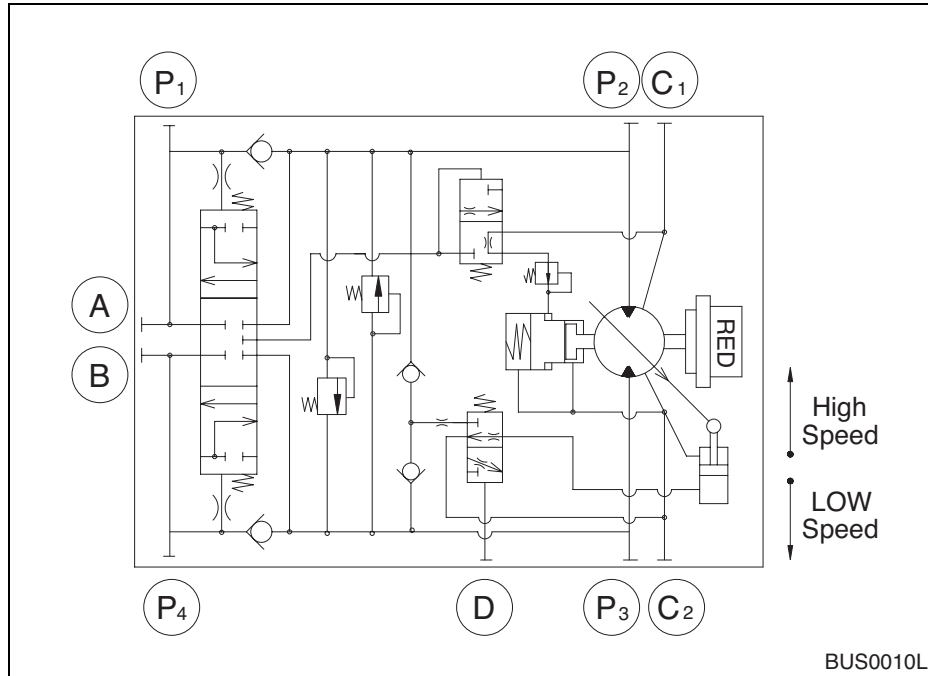 P1
P2
C1
A
B
RED
High
Speed
LOW
Speed
P4
D
P3
C2
BUS0010L